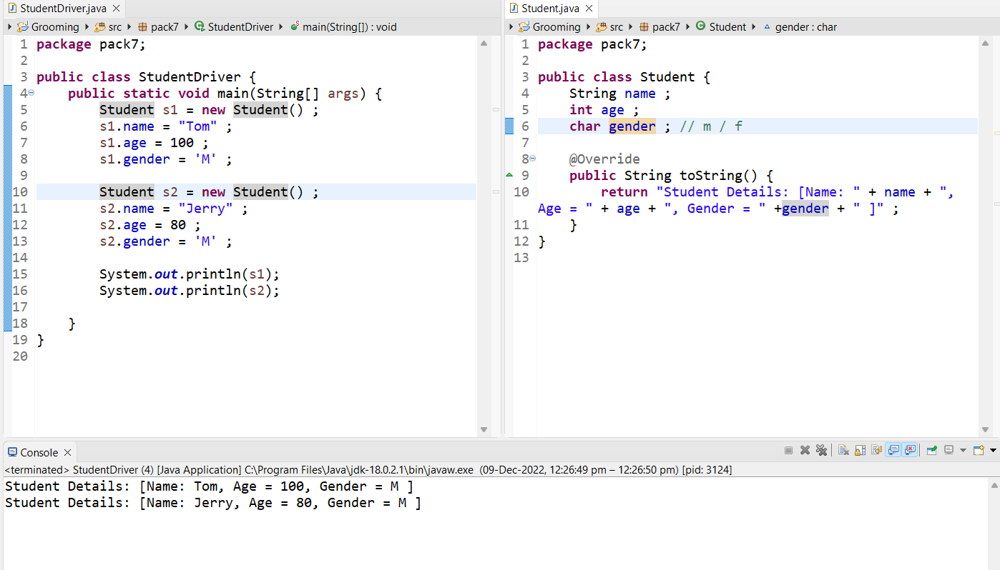 StudentDriver.java
Grooming src pack7 StudentDriver main(String[]) : void
1 package pack7;
2
3 public class StudentDriver {
4 public static void main(String[] args) {
5 Student s1 = new Student() ;
6 s1.name = "Tom" ;
7 s1.age = 100 ;
8 s1.gender = 'M' ;
9
10 Student s2 = new Student() ;
11 s2.name = "Jerry" ;
12 s2.age = 80 ;
13 s2.gender = 'M' ;
14
15 System.out.println(s1);
16 System.out.println(s2);
17
18 }
19 }
20
Student.java
Grooming src pack7 Student gender : char
1 package pack7;
2
3 public class Student {
4 String name ;
5 int age ;
6 char gender ; // m / f
7
8 @Override
9 public String toString() {
10 return "Student Details: [Name: " + name + ",
Age = " + age + ", Gender = " +gender + " ]" ;
11 }
12 }
13
Console
<terminated> StudentDriver (4) [Java Application] C:\Program Files\Java\jdk-18.0.2.1\bin\javaw.exe (09-Dec-2022, 12:26:49 pm – 12:26:50 pm) [pid: 3124]
Student Details: [Name: Tom, Age = 100, Gender = M ]
Student Details: [Name: Jerry, Age = 80, Gender = M ]